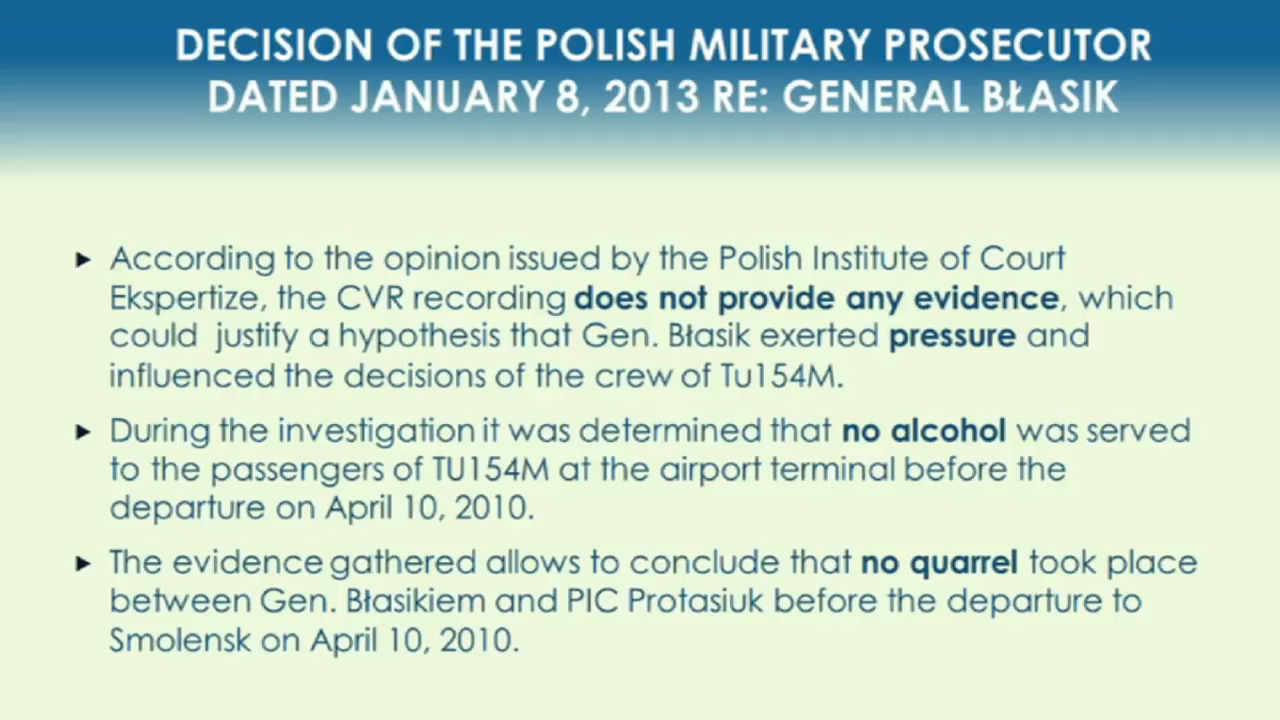 DECISION OF THE POLISH MILITARY PROSECUTOR
DATED JANUARY 8, 2013 RE: GENERAL BŁASIK
► According to the opinion issued by the Polish Institute of Court
Ekspertize, the CVR recording does not provide any evidence, which
could justify a hypothesis that Gen. Błasik exerted pressure and
influenced the decisions of the crew of Tu154M.
► During the investigation it was determined that no alcohol was served
to the passengers of TU154M at the airport terminal before the
departure on April 10, 2010.
► The evidence gathered allows to conclude that no quarrel took place
between Gen. Błasikiem and PIC Protasiuk before the departure to
Smolensk on April 10, 2010.